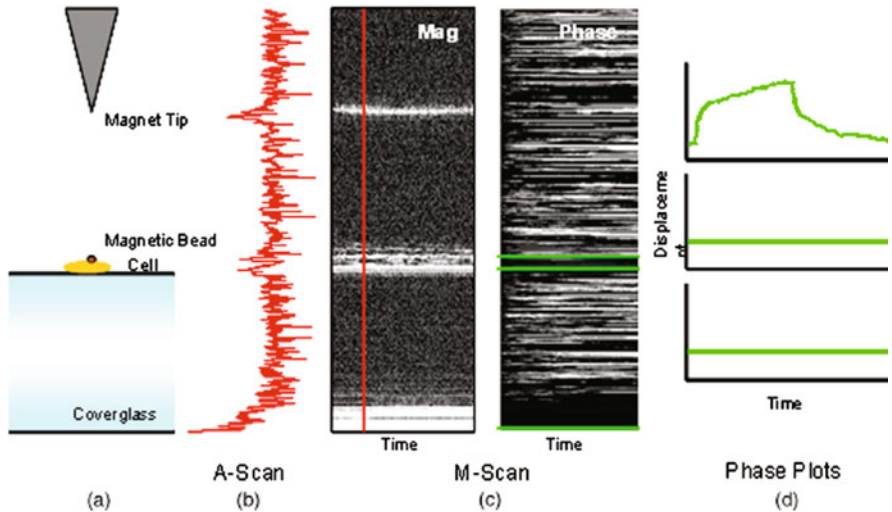 Mag
Phase
Magnet Tip
Magnetic Bead
Cell
Coverglass
Displaceme
nt
Time
Time
Time
A-Scan
M-Scan
Phase Plots
(a)
(b)
(c)
(d)